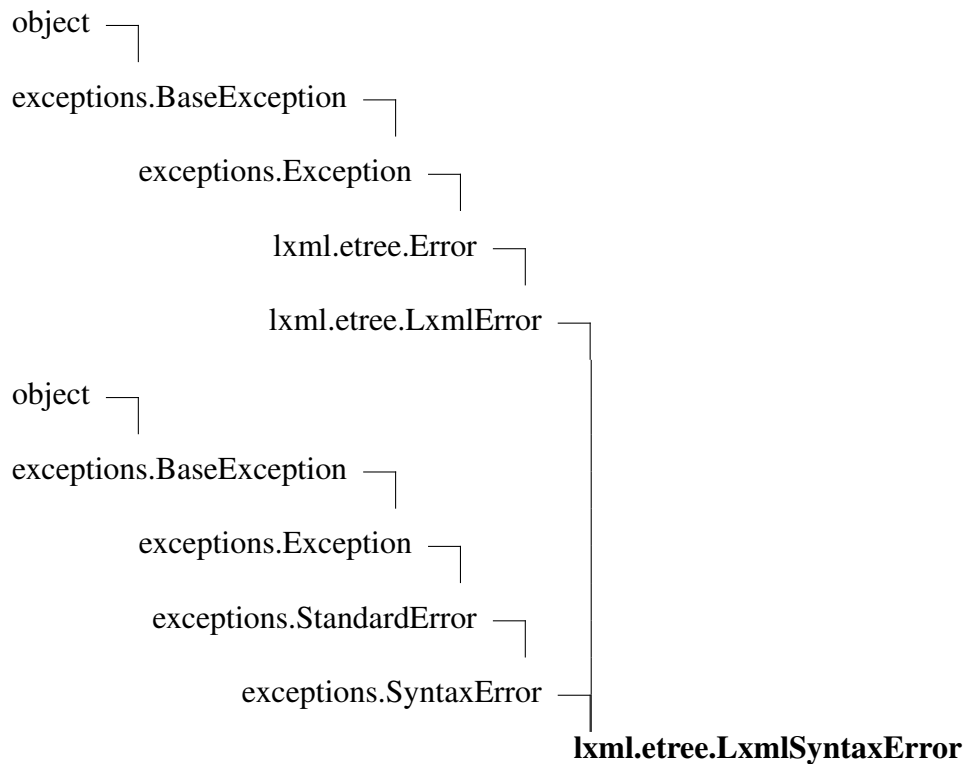 object
exceptions.BaseException
exceptions.Exception
lxml.etree.Error
lxml.etree.LxmlError
object
exceptions.BaseException
exceptions.Exception
exceptions.StandardError
exceptions.SyntaxError
lxml.etree.LxmlSyntaxError